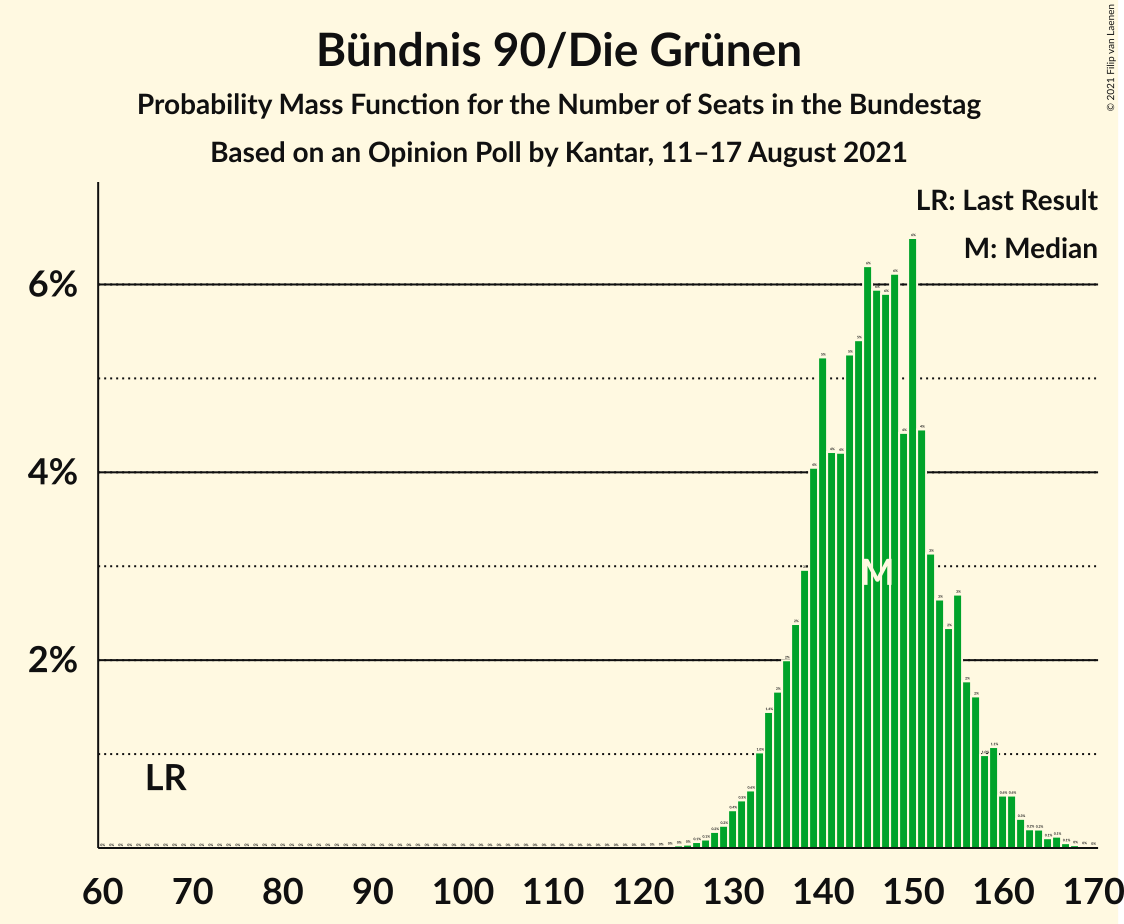 Bündnis 90/Die Grünen
Probability Mass Function for the Number of Seats in the Bundestag
Based on an Opinion Poll by Kantar, 11–17 August 2021
© 2021 Filip van Laenen
LR: Last Result
M: Median
6%
4%
2%
LR
M
60 70 80 90 100 110 120 130 140 150 160 170